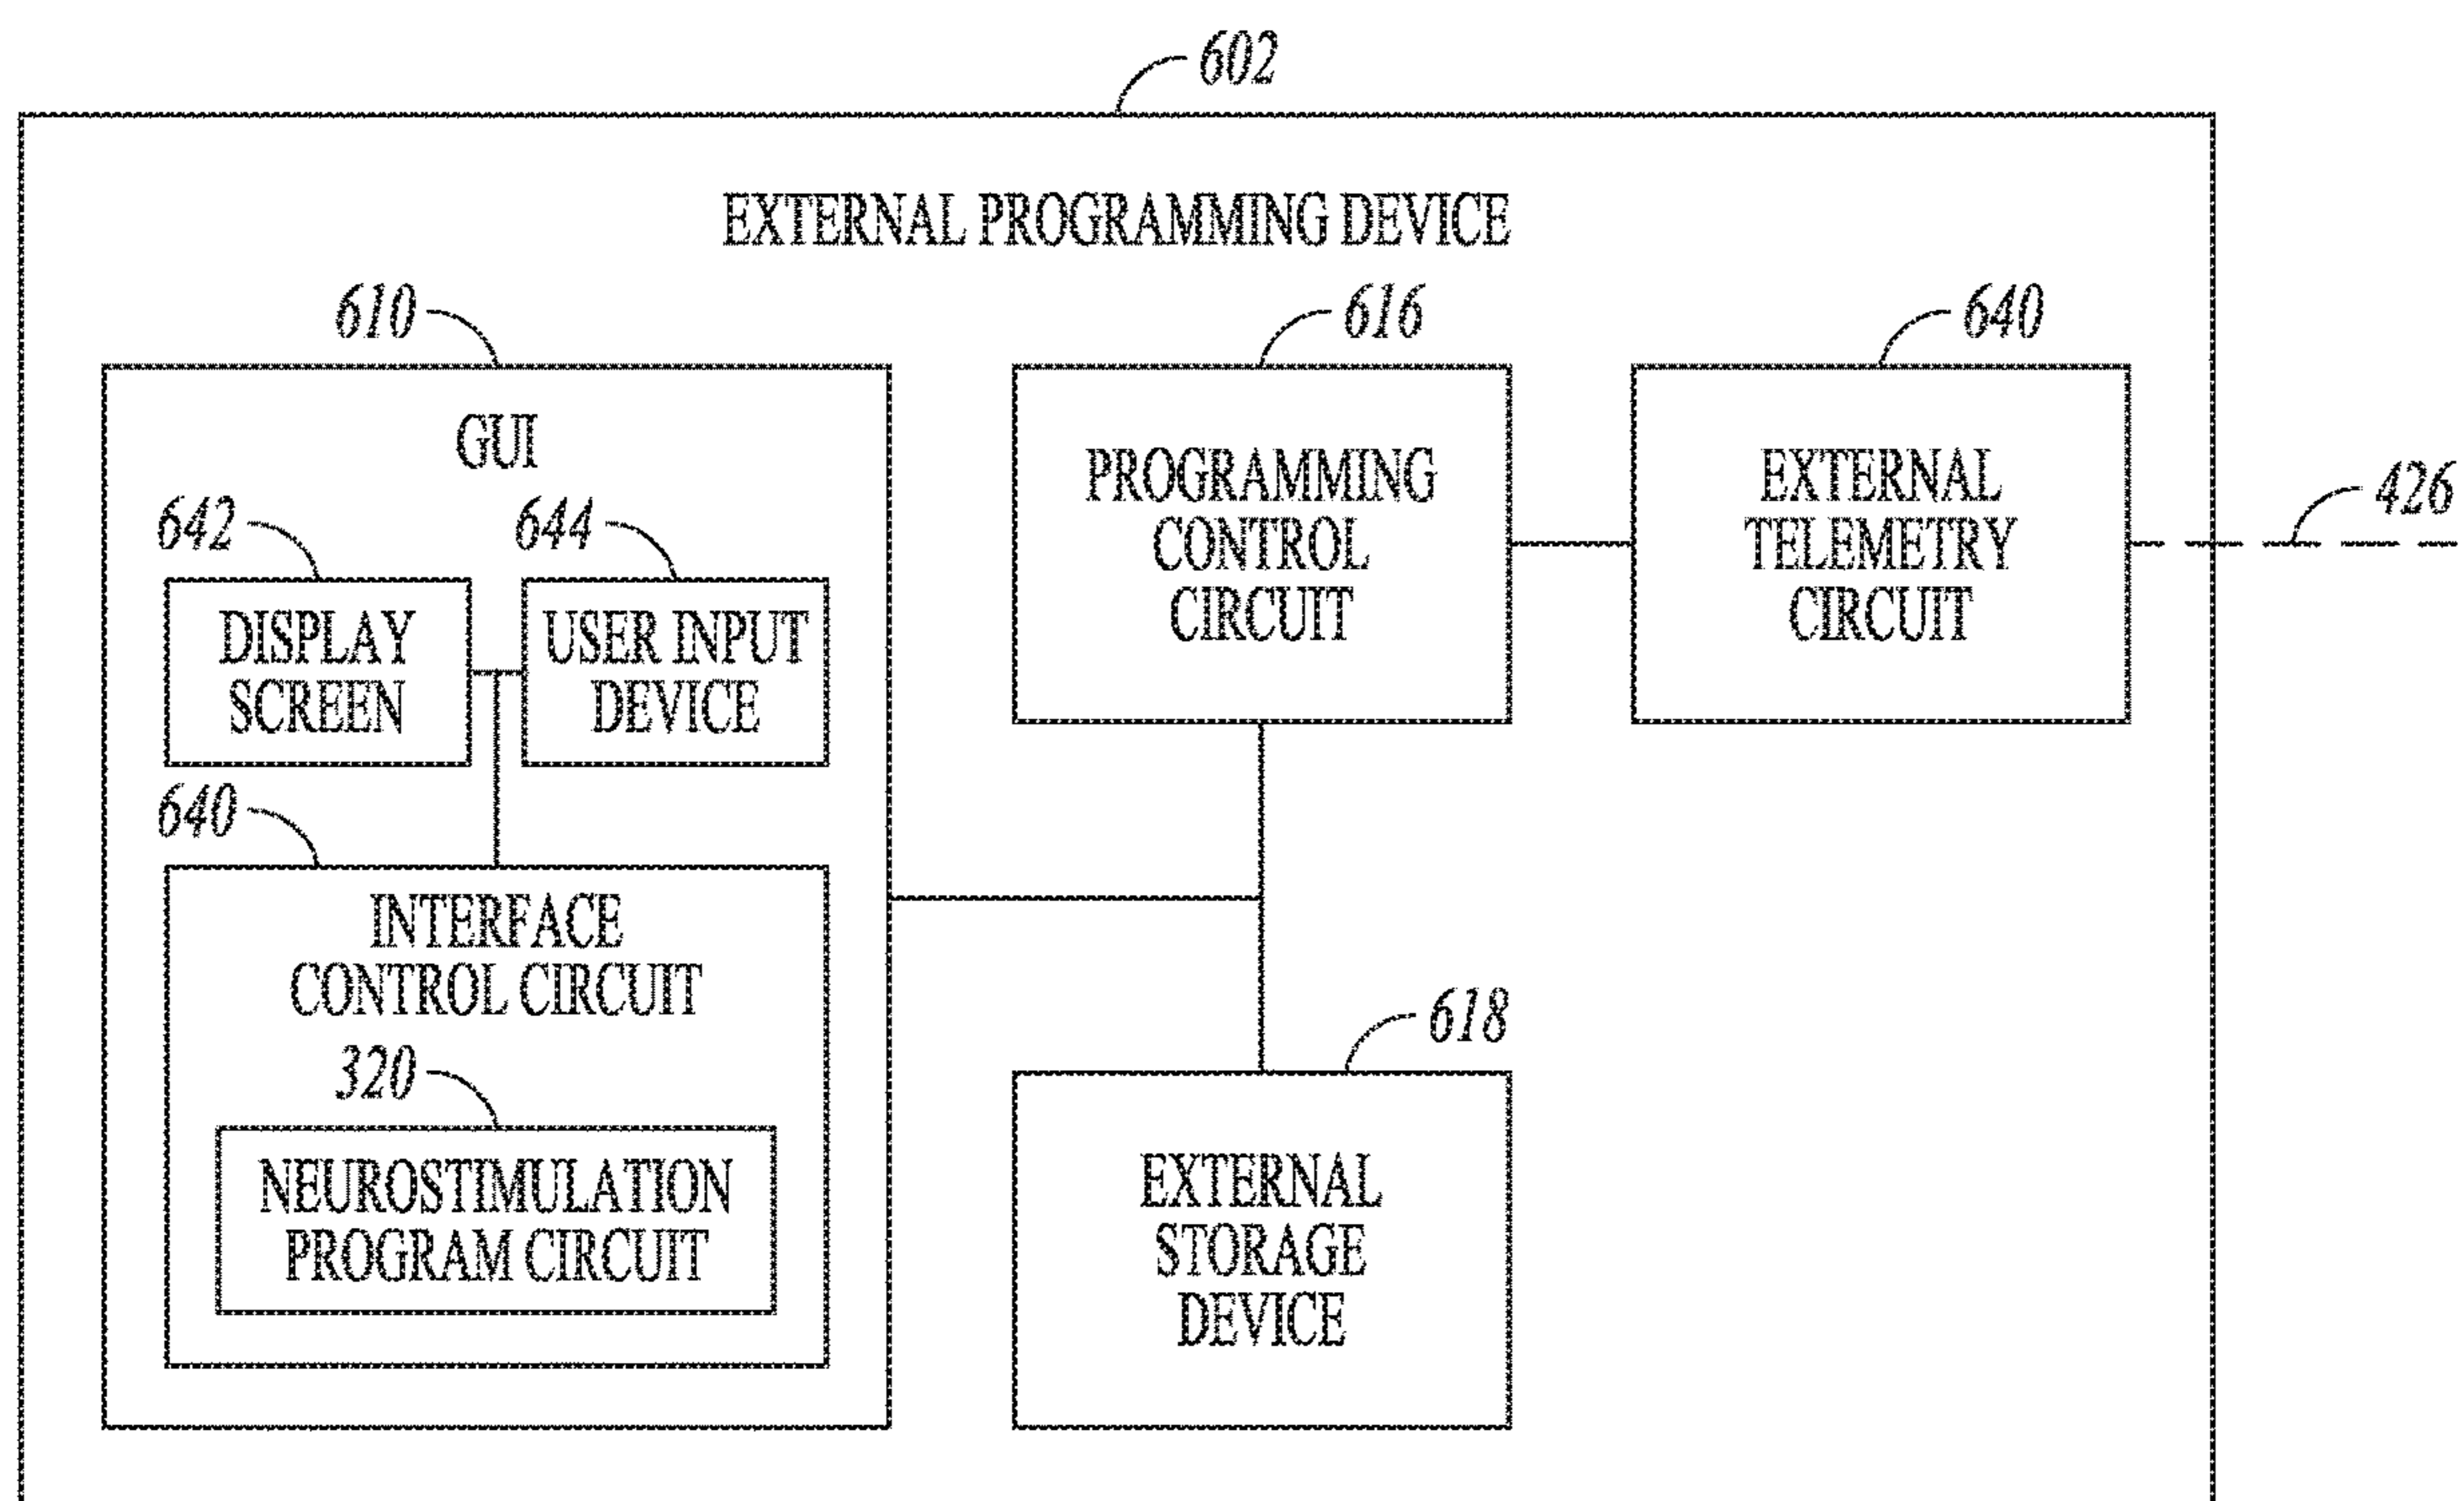 602
EXTERNAL PROGRAMMING DEVICE
610
616
640
GUI
642
644
DISPLAY
SCREEN
USER INPUT
DEVICE
PROGRAMMING
CONTROL
CIRCUIT
EXTERNAL
TELEMETRY
CIRCUIT
426
640
INTERFACE
CONTROL CIRCUIT
320
NEUROSTIMULATION
PROGRAM CIRCUIT
618
EXTERNAL
STORAGE
DEVICE